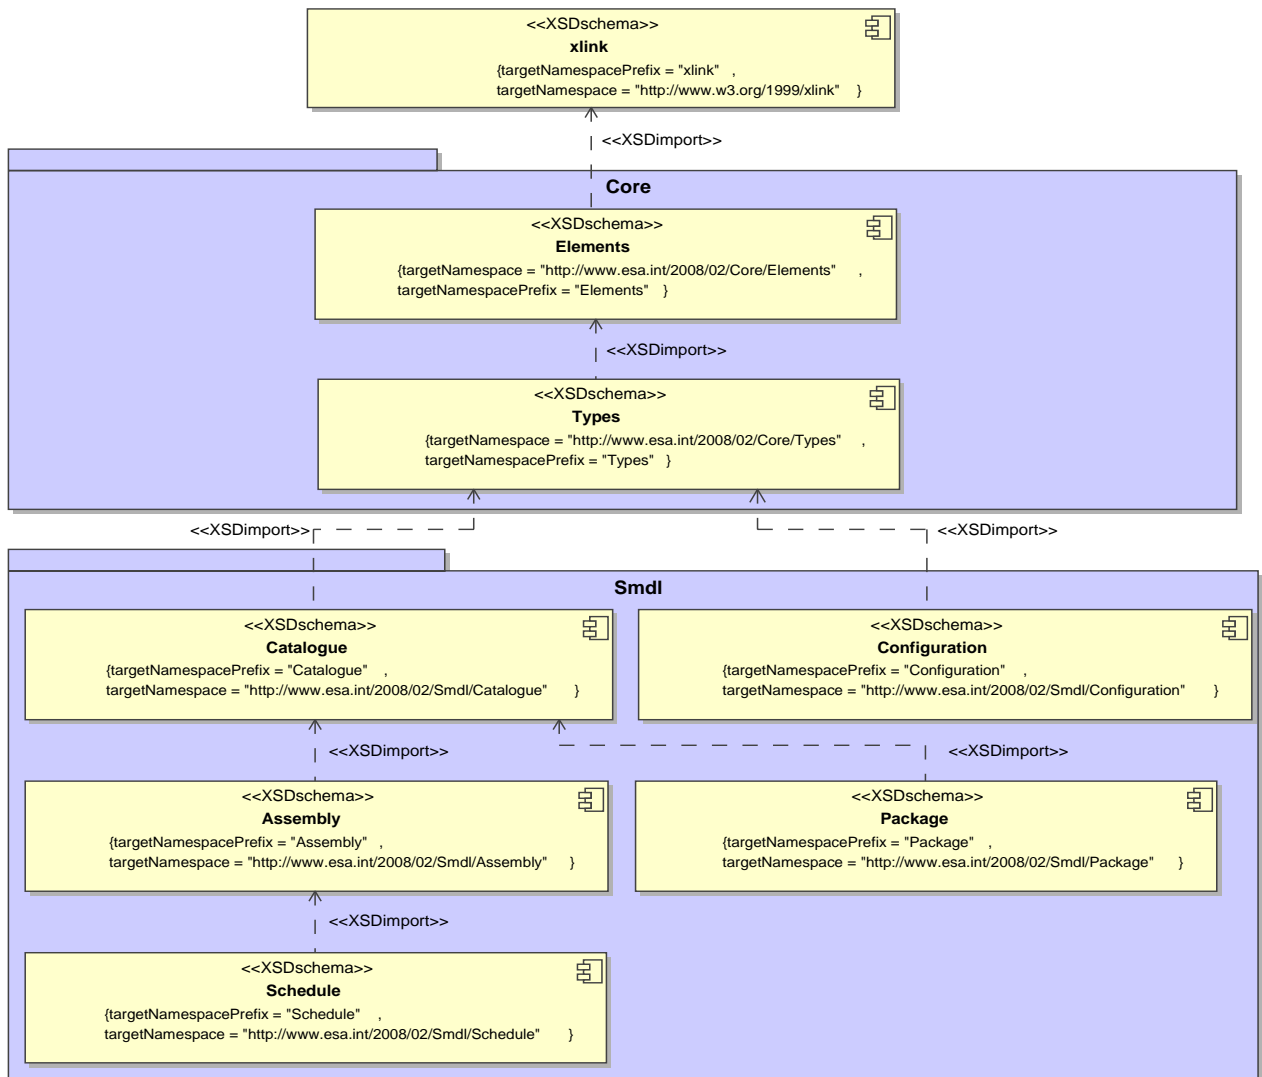 <<XSDschema>>
xlink
{targetNamespacePrefix = "xlink" ,
targetNamespace = "http://www.w3.org/1999/xlink" }
<<XSDimport>>
Core
<<XSDschema>>
Elements
{targetNamespace = "http://www.esa.int/2008/02/Core/Elements" ,
targetNamespacePrefix = "Elements" }
<<XSDimport>>
<<XSDschema>>
Types
{targetNamespace = "http://www.esa.int/2008/02/Core/Types" ,
targetNamespacePrefix = "Types" }
<<XSDimport>>
<<XSDimport>>
Smdl
<<XSDschema>>
Catalogue
{targetNamespacePrefix = "Catalogue" ,
targetNamespace = "http://www.esa.int/2008/02/Smdl/Catalogue" }
<<XSDschema>>
Configuration
{targetNamespacePrefix = "Configuration" ,
targetNamespace = "http://www.esa.int/2008/02/Smdl/Configuration" }
<<XSDimport>>
<<XSDimport>>
<<XSDschema>>
Assembly
{targetNamespacePrefix = "Assembly" ,
targetNamespace = "http://www.esa.int/2008/02/Smdl/Assembly" }
<<XSDschema>>
Package
{targetNamespacePrefix = "Package" ,
targetNamespace = "http://www.esa.int/2008/02/Smdl/Package" }
<<XSDimport>>
<<XSDschema>>
Schedule
{targetNamespacePrefix = "Schedule" ,
targetNamespace = "http://www.esa.int/2008/02/Smdl/Schedule" }